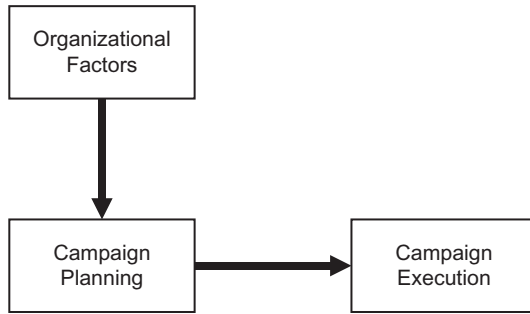 Organizational
Factors
Campaign
Planning
Campaign
Execution